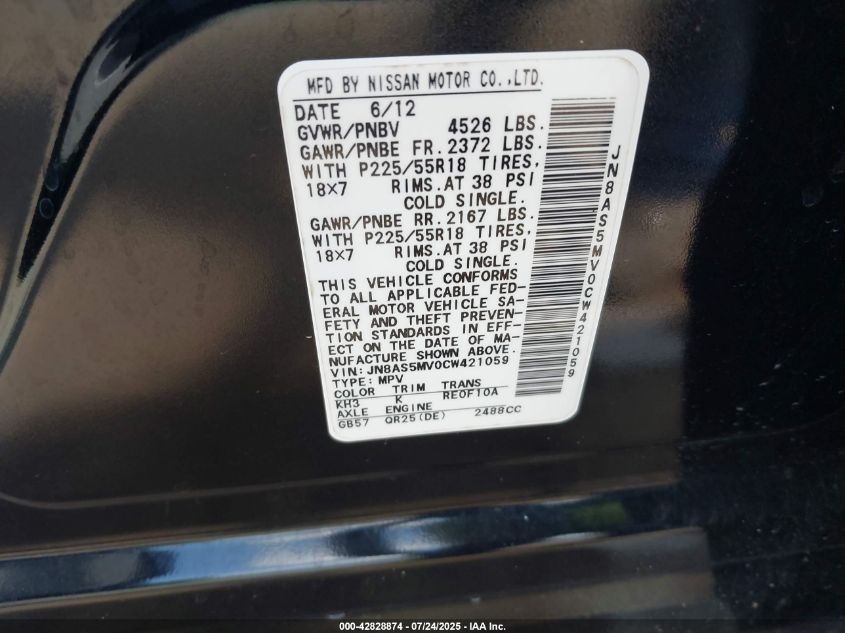 MFD BY NISSAN MOTOR CO.,LTD.
DATE 6/12
GVWR/PNBV 4526 LBS.
GAWR/PNBE FR. 2372 LBS.
WITH P225/55R18 TIRES,
18X7 RIMS. AT 38 PSI
COLD SINGLE.
GAWR/PNBE RR. 2167 LBS.
WITH P225/55R18 TIRES,
18X7 RIMS. AT 38 PSI
COLD SINGLE.
THIS VEHICLE CONFORMS
TO ALL APPLICABLE FED-
ERAL MOTOR VEHICLE SA-
FETY AND THEFT PREVEN-
TION STANDARDS IN EFF-
ECT ON THE DATE OF MA-
NUFACTURE SHOWN ABOVE.
VIN: JN8AS5MV0CW421059
TYPE: MPV
COLOR TRIM TRANS
KH3 K RE0F10A
AXLE ENGINE
GB57 QR25(DE) 2488CC
JN8AS5MV0CW421059
000-42828874 / 07/24/2025 - IAA Inc.